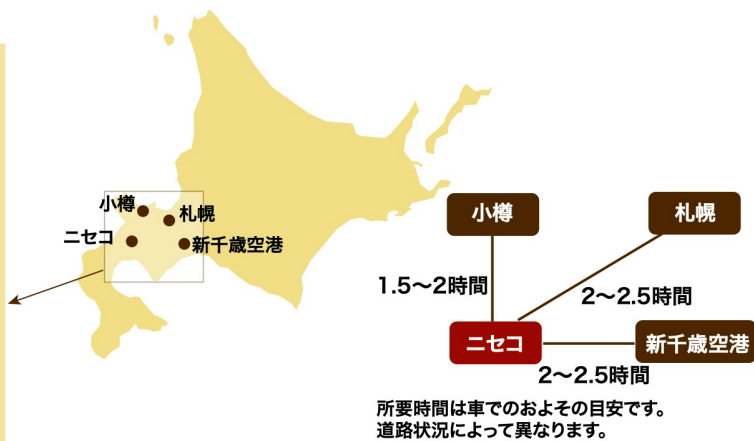 小樽
札幌
ニセコ
新千歳空港
小樽
札幌
1.5〜2時間
2〜2.5時間
ニセコ
新千歳空港
2〜2.5時間
所要時間は車でのおよその目安です。
道路状況によって異なります。